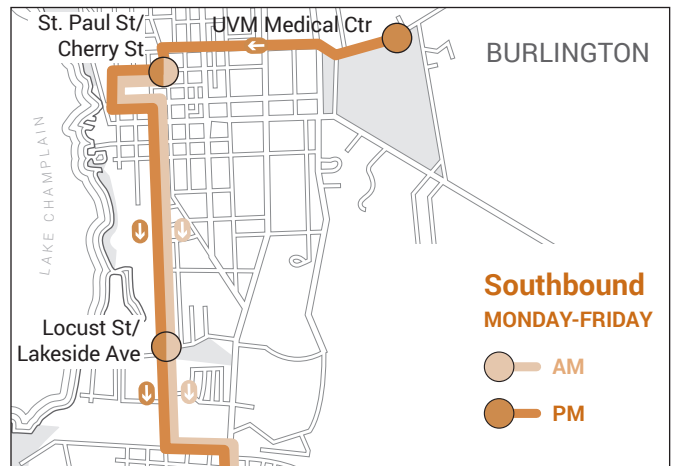 St. Paul St/
Cherry St
UVM Medical Ctr
BURLINGTON
LAKE CHAMPLAIN
Southbound
MONDAY-FRIDAY
Locust St/
Lakeside Ave
AM
PM